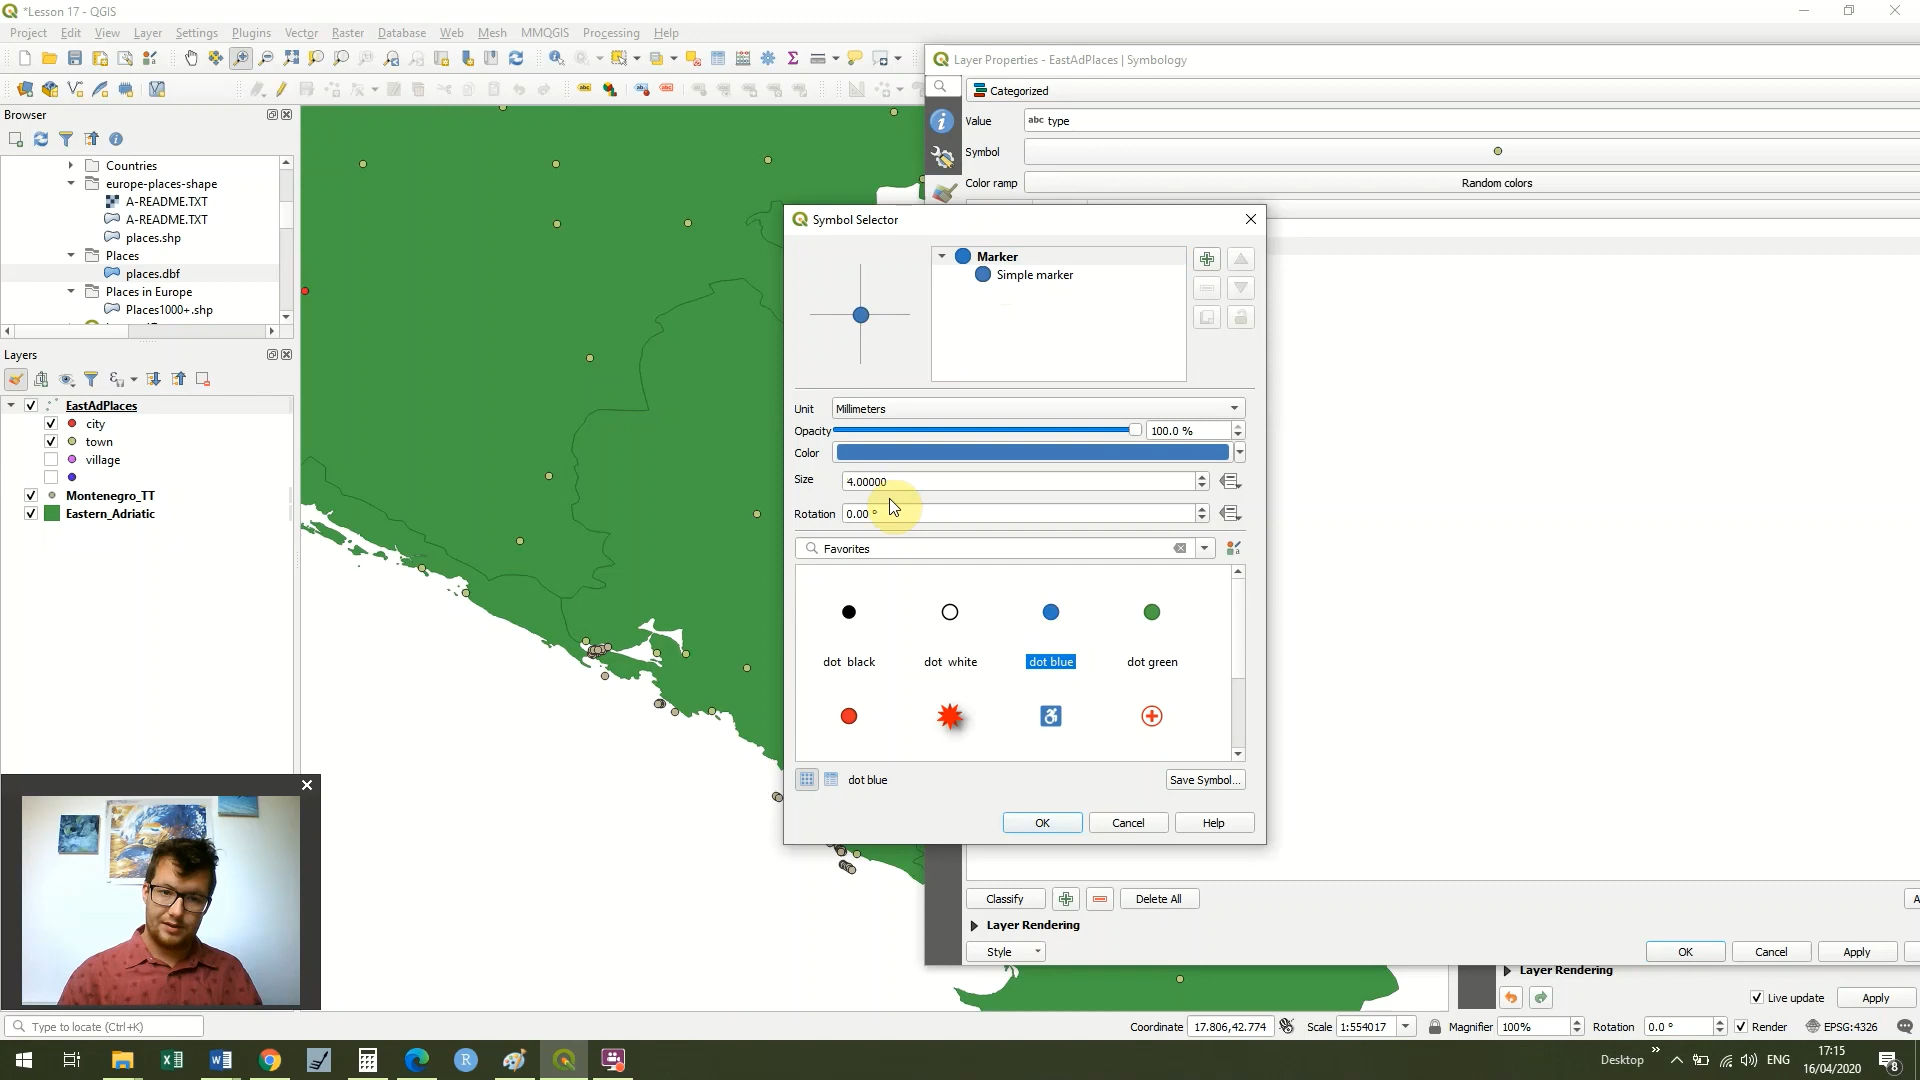 *Lesson 17 - QGIS
Project Edit View Layer Settings Plugins Vector Raster Database Web Mesh MMQGIS Processing Help
Browser
Countries
europe-places-shape
A-README.TXT
A-README.TXT
places.shp
Places
places.dbf
Places in Europe
Places1000+.shp
Layers
EastAdPlaces
city
town
village
Montenegro_TT
Eastern_Adriatic
Layer Properties - EastAdPlaces | Symbology
Categorized
Value abc type
Symbol
Color ramp Random colors
Symbol Selector
Marker
Simple marker
Unit Millimeters
Opacity 100.0 %
Color
Size 4.00000
Rotation 0.00 °
Favorites
dot black dot white dot blue dot green
dot blue Save Symbol...
OK Cancel Help
Classify Delete All
Layer Rendering
Style OK Cancel Apply
Layer Rendering
Live update Apply
Type to locate (Ctrl+K) Coordinate 17.806,42.774 Scale 1:554017 Magnifier 100% Rotation 0.0 ° Render EPSG:4326
Desktop ENG 17:15
16/04/2020
8